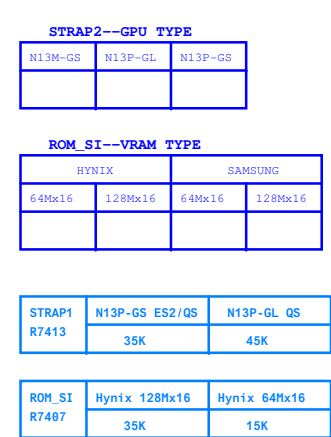 STRAP2--GPU TYPE
N13M-GS N13P-GL N13P-GS
ROM_SI--VRAM TYPE
HYNIX SAMSUNG
64Mx16 128Mx16 64Mx16 128Mx16
STRAP1 N13P-GS ES2/QS N13P-GL QS
R7413 35K 45K
ROM_SI Hynix 128Mx16 Hynix 64Mx16
R7407 35K 15K